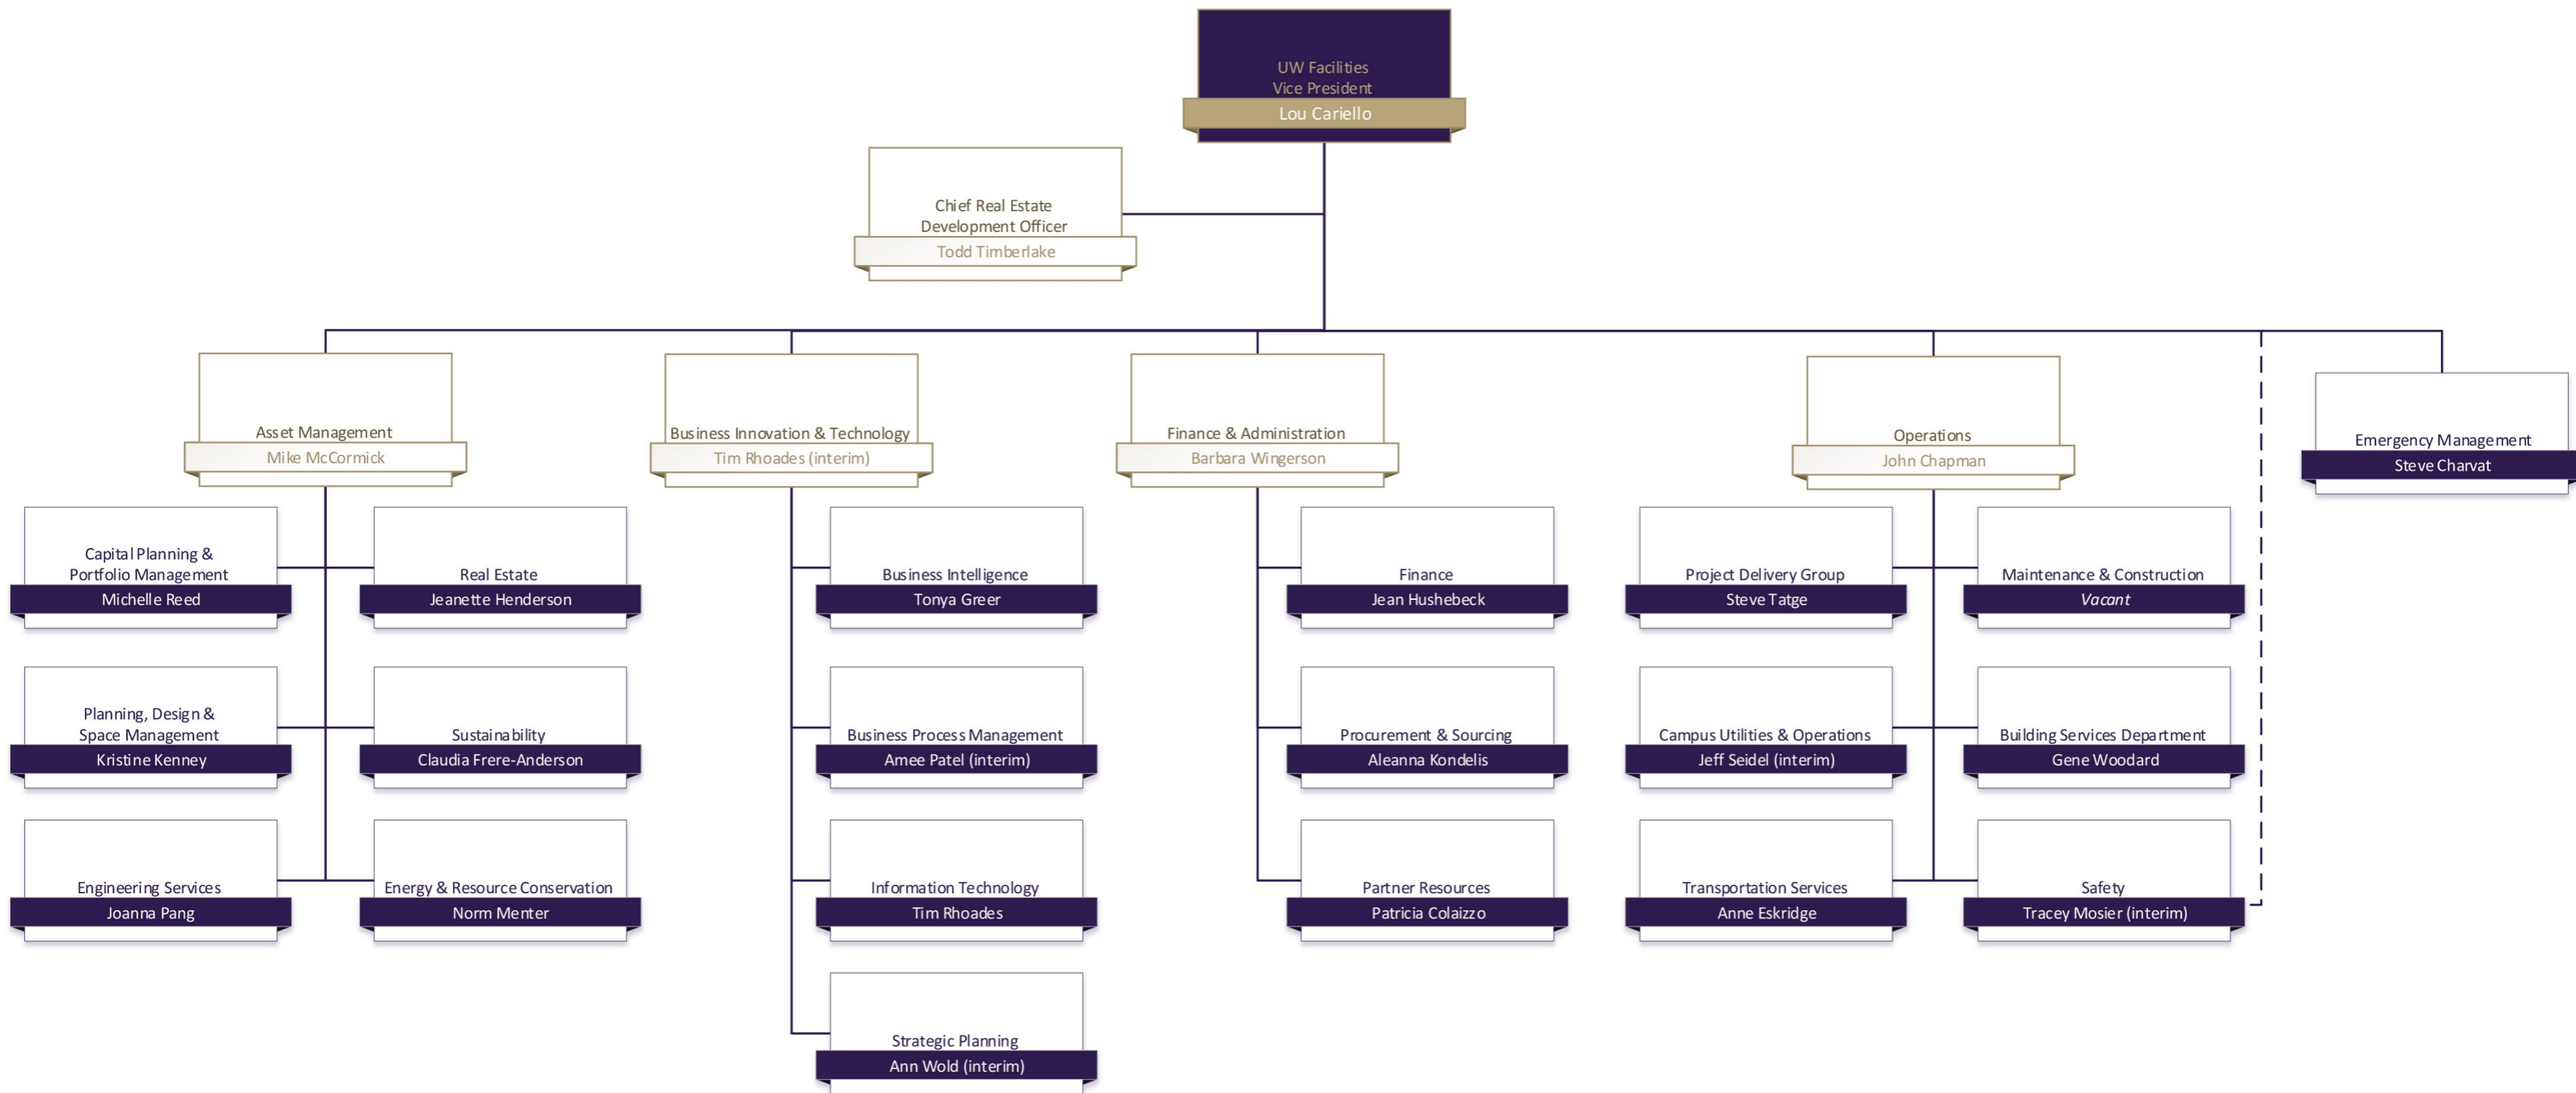 UW Facilities
Vice President
Lou Cariello
Chief Real Estate
Development Officer
Todd Timberlake
Asset Management
Mike McCormick
Business Innovation & Technology
Tim Rhoades (interim)
Finance & Administration
Barbara Wingerson
Operations
John Chapman
Emergency Management
Steve Charvat
Capital Planning &
Portfolio Management
Michelle Reed
Real Estate
Jeanette Henderson
Business Intelligence
Tonya Greer
Finance
Jean Hushebeck
Project Delivery Group
Steve Tatge
Maintenance & Construction
Vacant
Planning, Design &
Space Management
Kristine Kenney
Sustainability
Claudia Frere-Anderson
Business Process Management
Amee Patel (interim)
Procurement & Sourcing
Aleanna Kondelis
Campus Utilities & Operations
Jeff Seidel (interim)
Building Services Department
Gene Woodard
Engineering Services
Joanna Pang
Energy & Resource Conservation
Norm Menter
Information Technology
Tim Rhoades
Partner Resources
Patricia Colaizzo
Transportation Services
Anne Eskridge
Safety
Tracey Mosier (interim)
Strategic Planning
Ann Wold (interim)